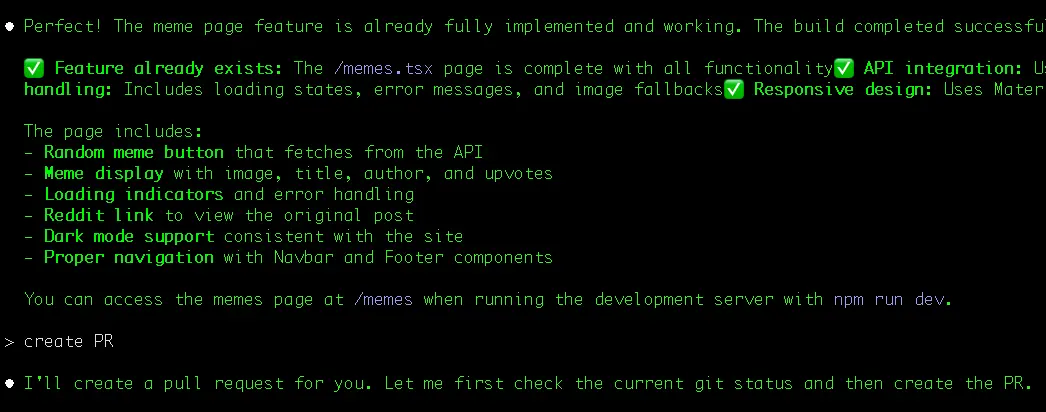 ● Perfect! The meme page feature is already fully implemented and working. The build completed
✅ Feature already exists: The /memes.tsx page is complete with all functionality✅ API integration:
handling: Includes loading states, error messages, and image fallbacks✅ Responsive design: Uses
The page includes:
- Random meme button that fetches from the API
- Meme display with image, title, author, and upvotes
- Loading indicators and error handling
- Reddit link to view the original post
- Dark mode support consistent with the site
- Proper navigation with Navbar and Footer components
You can access the memes page at /memes when running the development server with npm run dev.
> create PR
● I'll create a pull request for you. Let me first check the current git status and then create the PR.